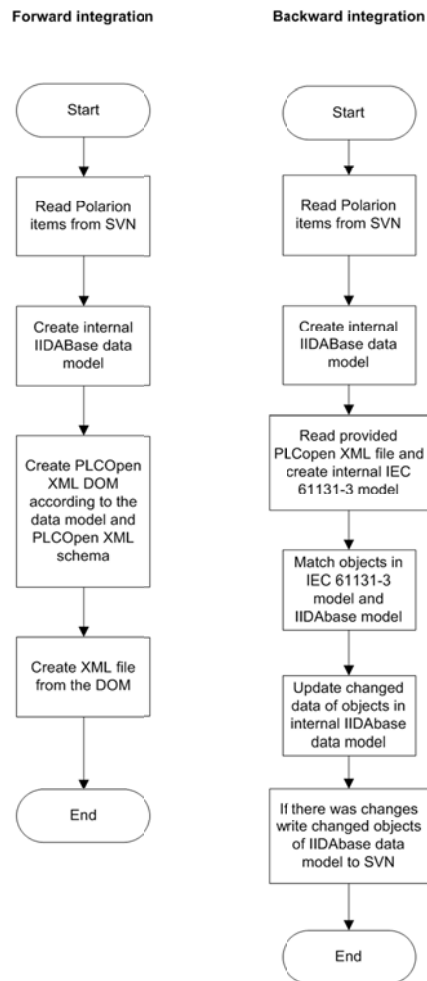 Forward integration
Start
Read Polarion
items from SVN
Create internal
IIDABase data
model
Create PLCOpen
XML DOM
according to the
data model and
PLCOpen XML
schema
Create XML file
from the DOM
End
Backward integration
Start
Read Polarion
items from SVN
Create internal
IIDABase data
model
Read provided
PLCopen XML file and
create internal IEC
61131-3 model
Match objects in
IEC 61131-3
model and
IIDAbase model
Update changed
data of objects in
internal IIDAbase
data model
If there was changes
write changed objects
of IIDAbase data
model to SVN
End